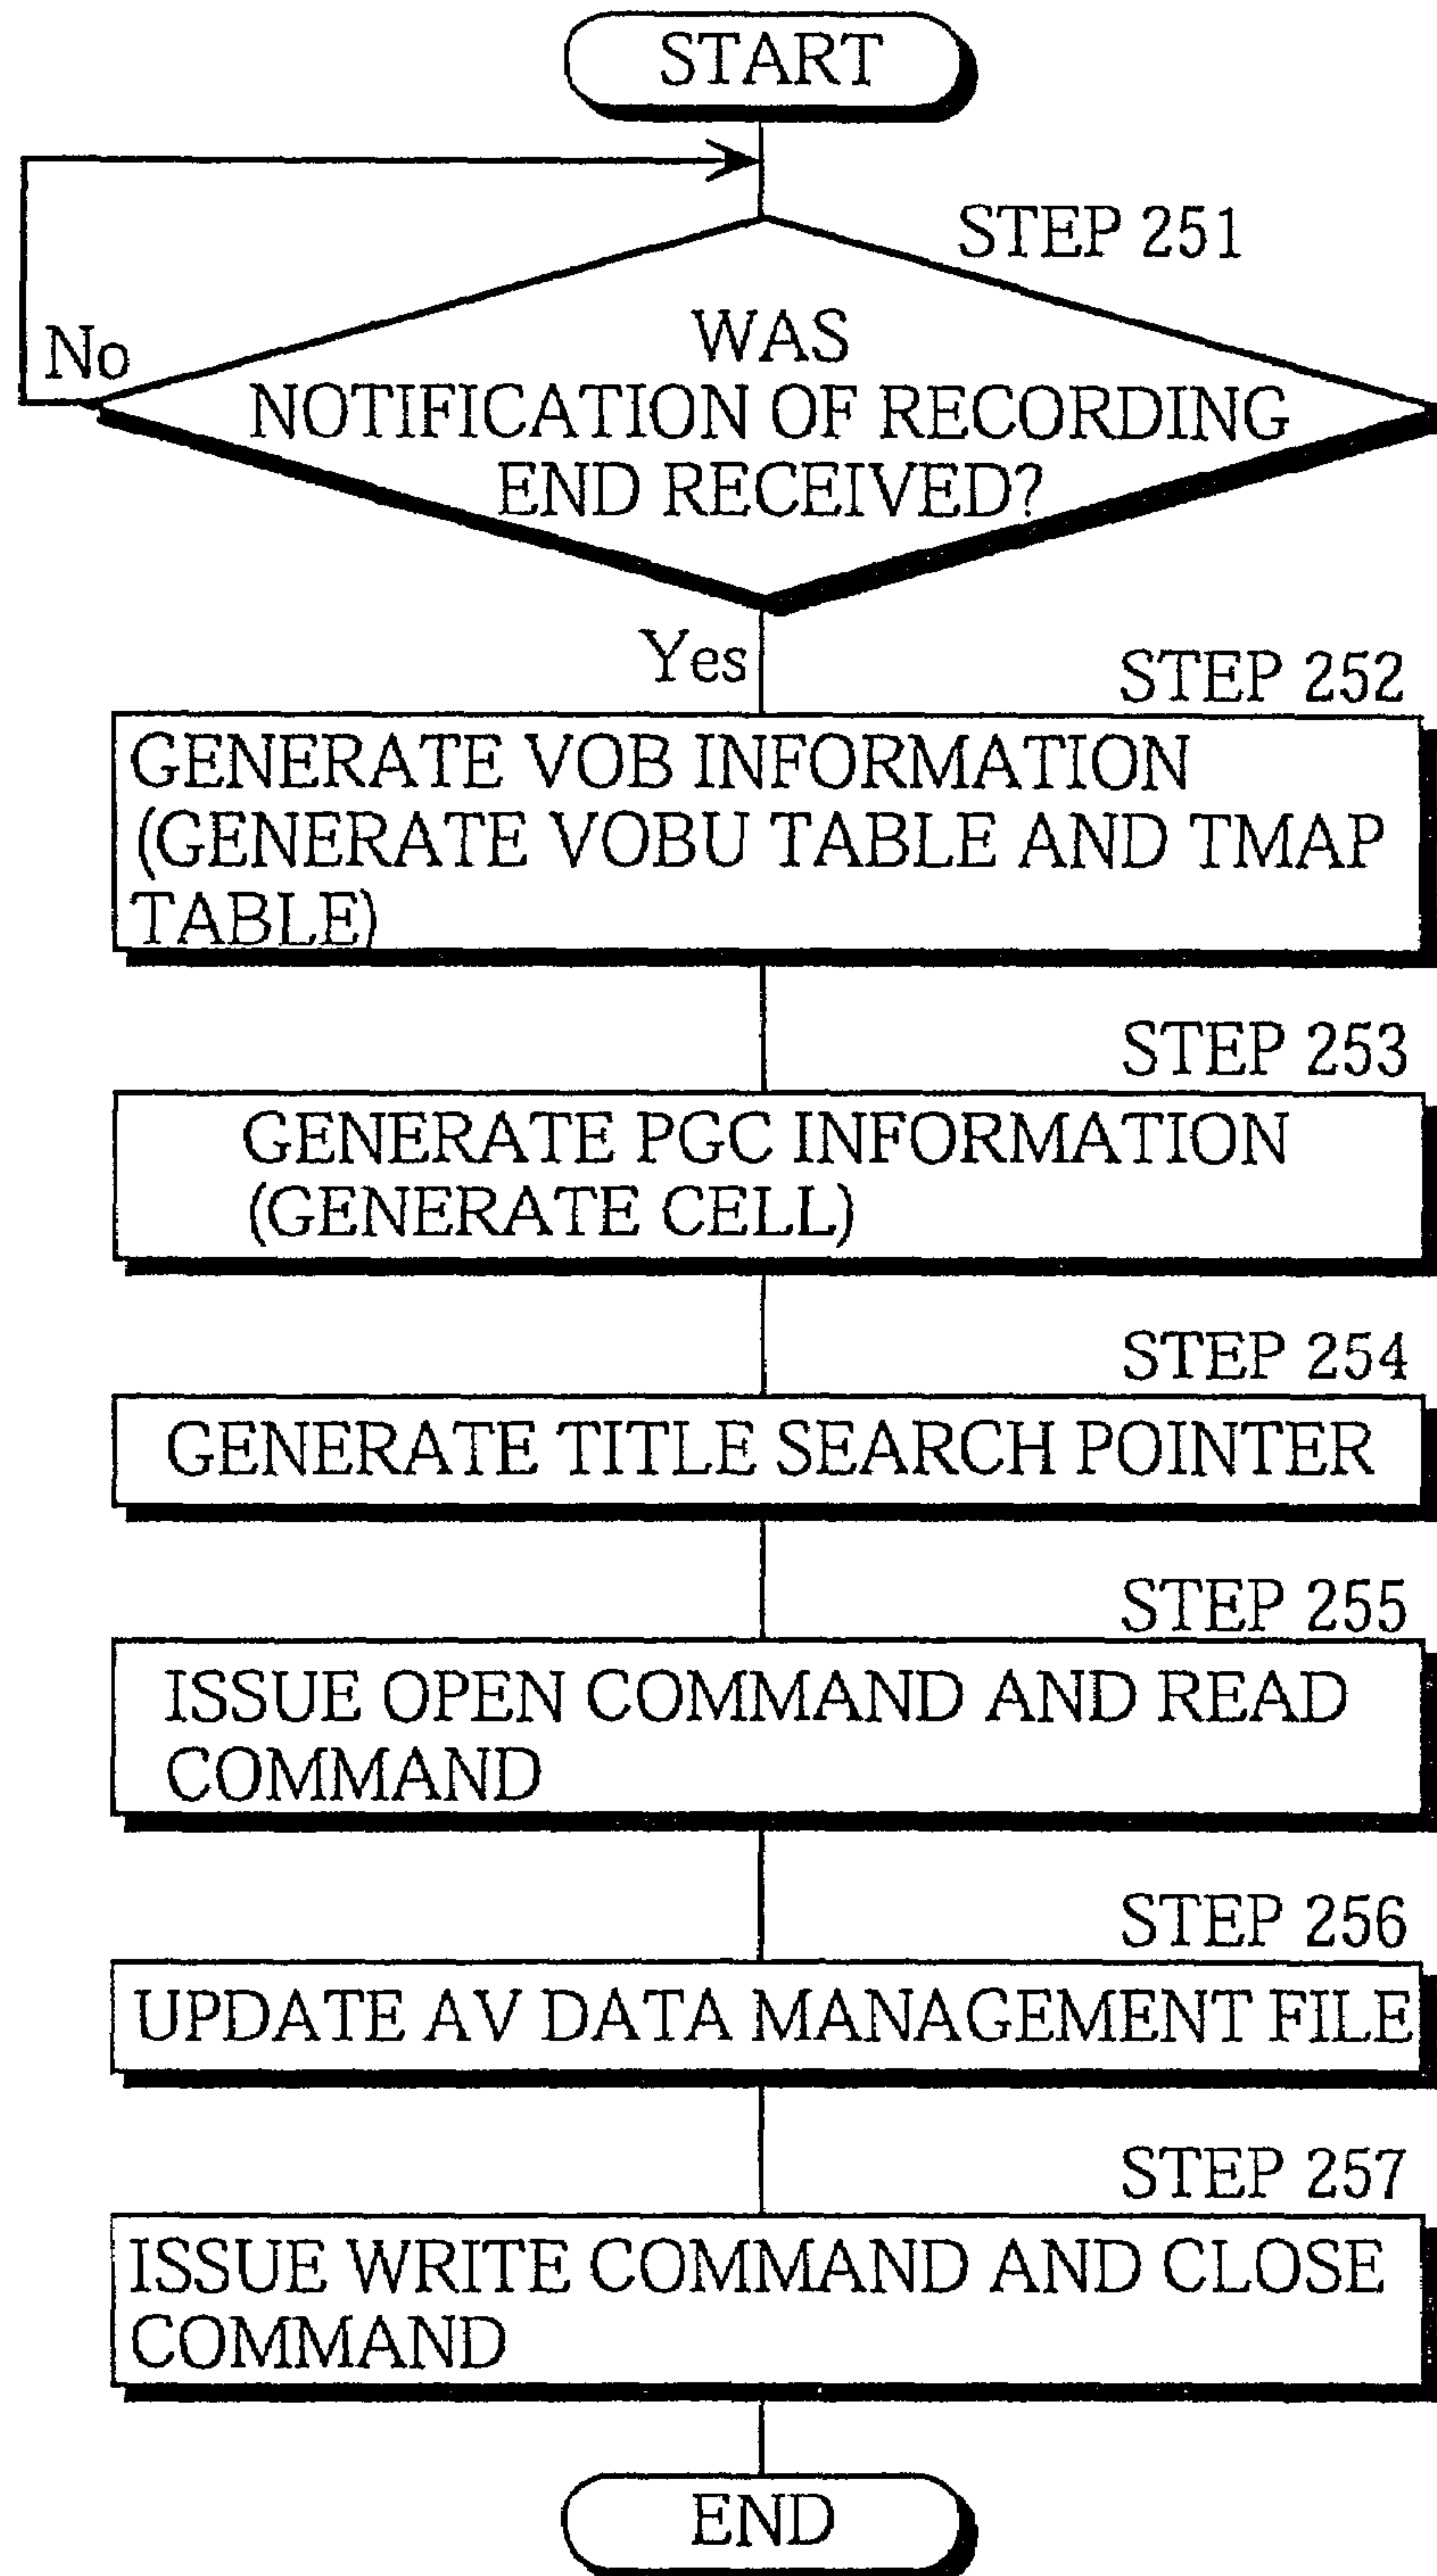 START
STEP 251
No
WAS
NOTIFICATION OF RECORDING
END RECEIVED?
Yes
STEP 252
GENERATE VOB INFORMATION
(GENERATE VOBU TABLE AND TMAP
TABLE)
STEP 253
GENERATE PGC INFORMATION
(GENERATE CELL)
STEP 254
GENERATE TITLE SEARCH POINTER
STEP 255
ISSUE OPEN COMMAND AND READ
COMMAND
STEP 256
UPDATE AV DATA MANAGEMENT FILE
STEP 257
ISSUE WRITE COMMAND AND CLOSE
COMMAND
END